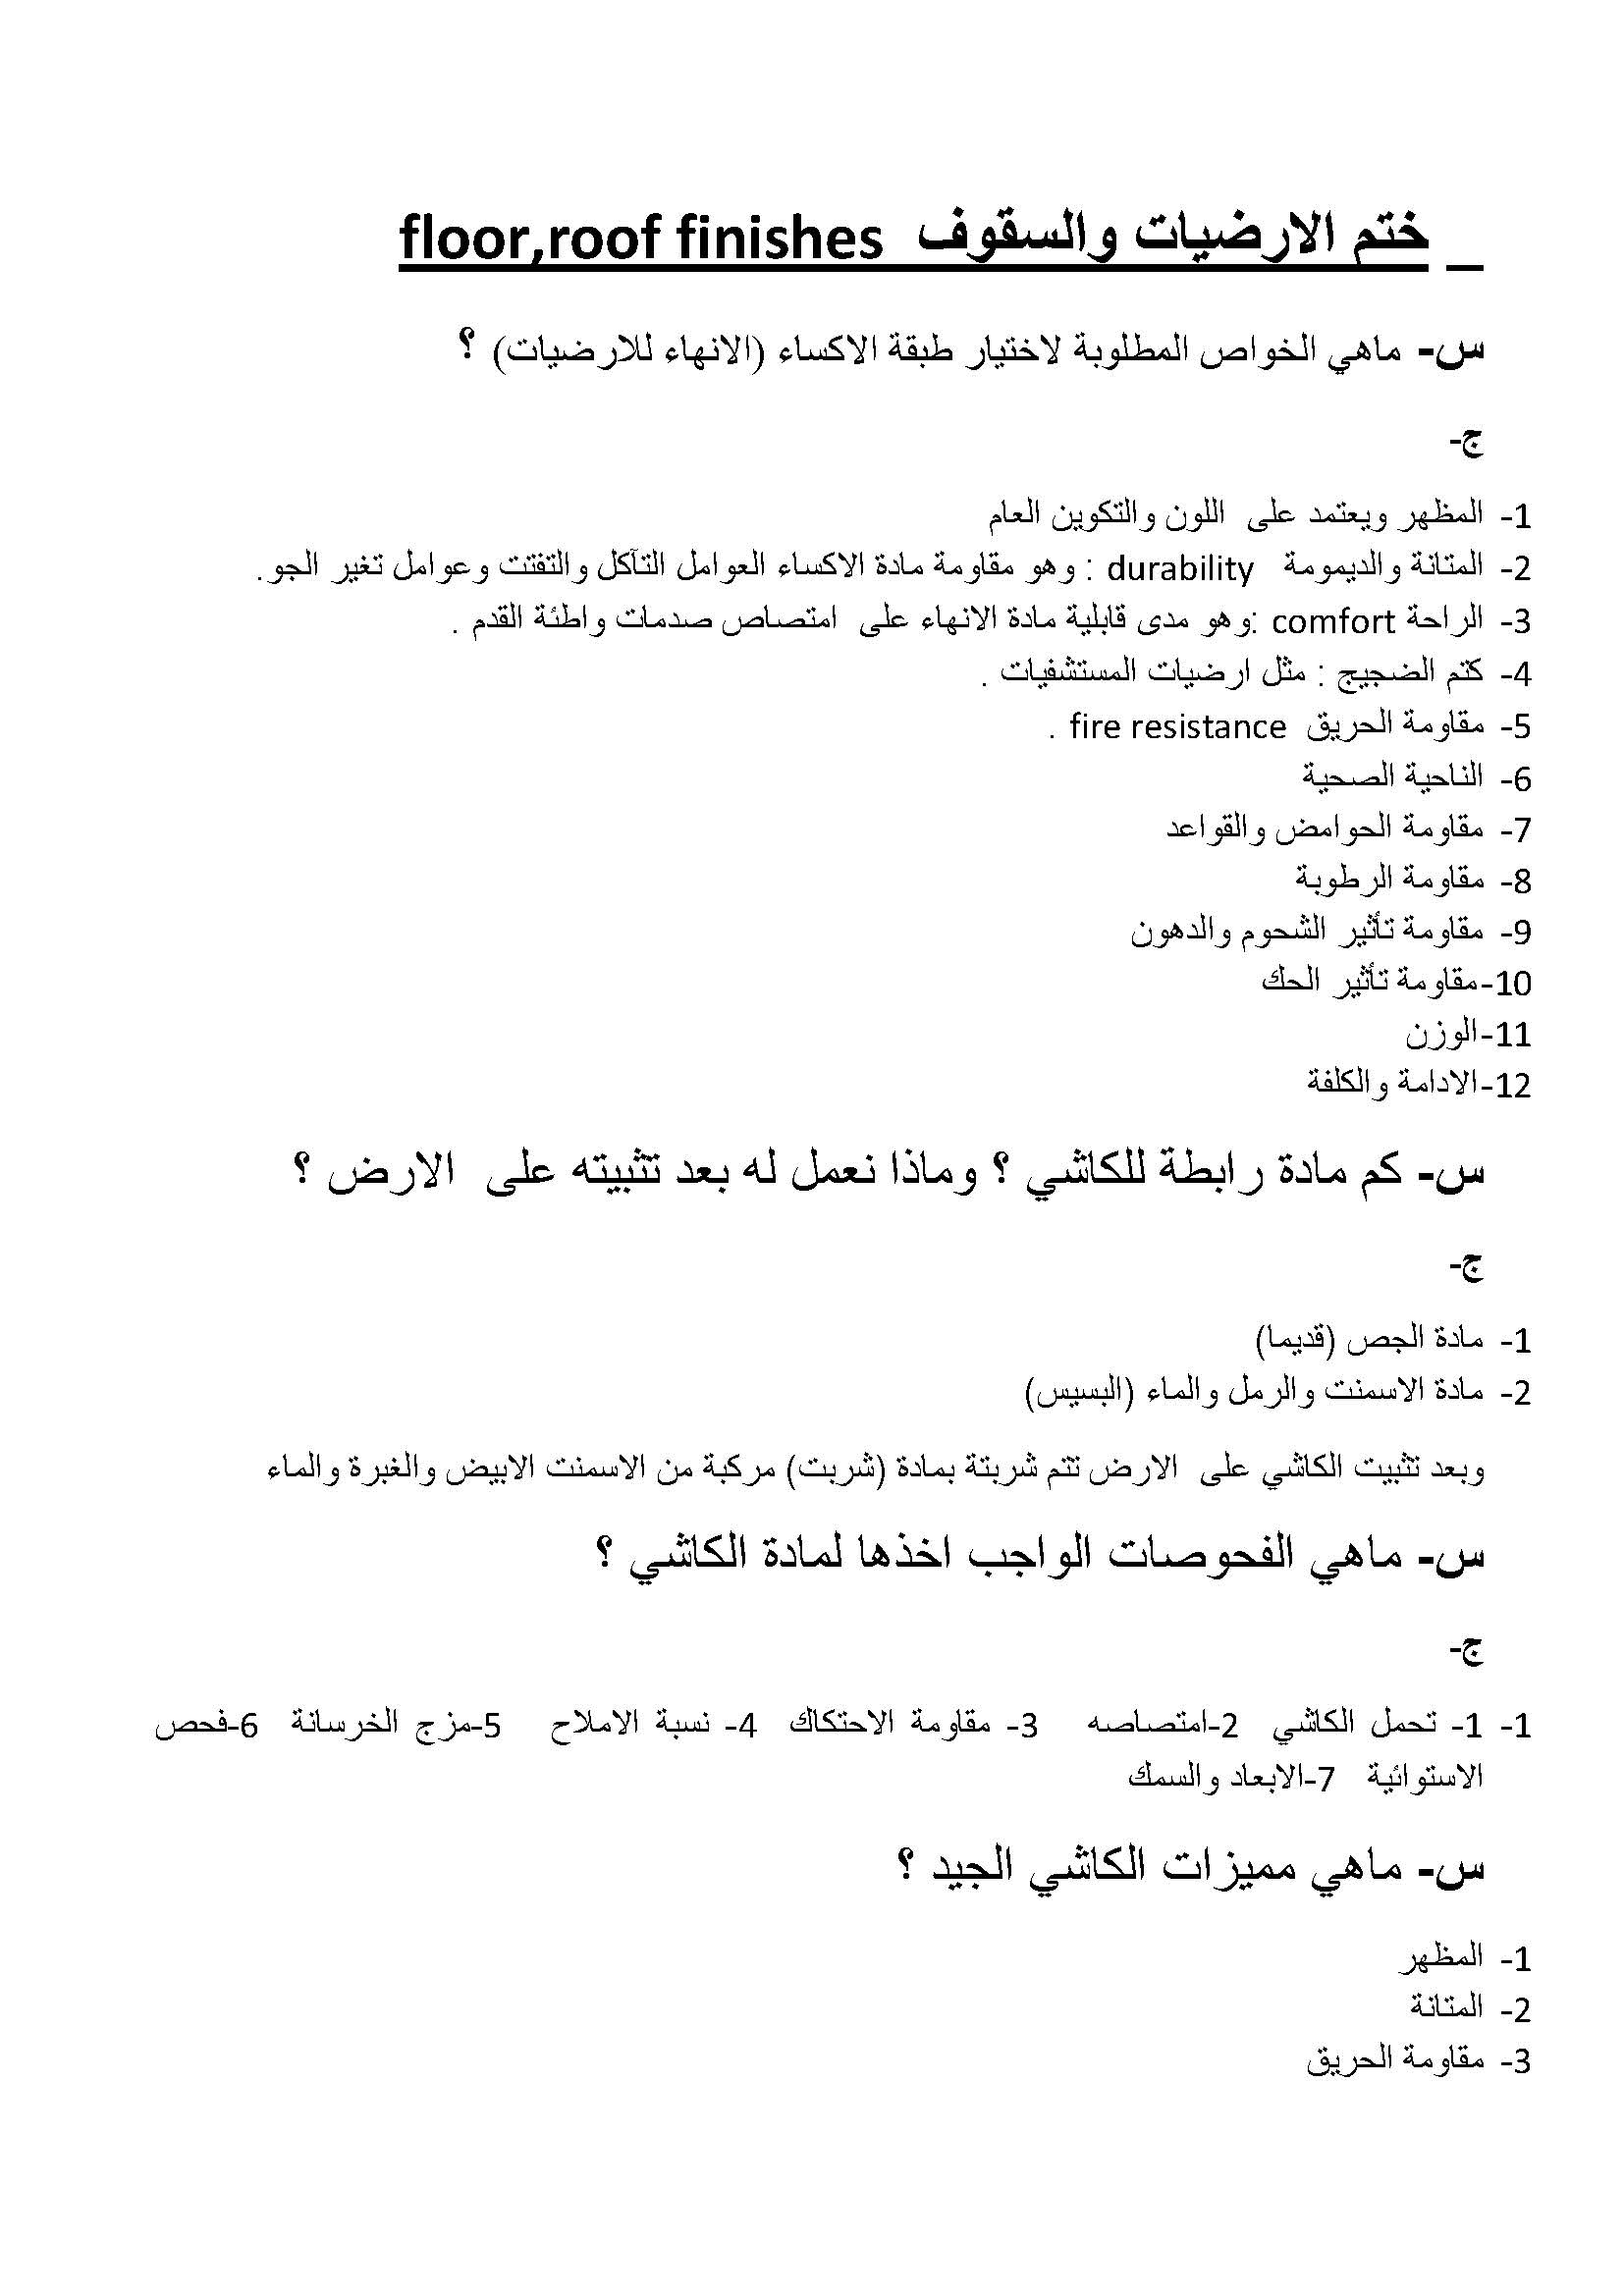 _ ختم الارضيات والسقوف floor,roof finishes
س- ماهي الخواص المطلوبة لاختيار طبقة الاكساء (الانهاء للارضيات) ؟
ج-
1- المظهر ويعتمد على اللون والتكوين العام
2- المتانة والديمومة durability : وهو مقاومة مادة الاكساء العوامل التآكل والتفتت وعوامل تغير الجو.
3- الراحة comfort :وهو مدى قابلية مادة الانهاء على امتصاص صدمات واطئة القدم .
4- كتم الضجيج : مثل ارضيات المستشفيات .
5- مقاومة الحريق fire resistance .
6- الناحية الصحية
7- مقاومة الحوامض والقواعد
8- مقاومة الرطوبة
9- مقاومة تأثير الشحوم والدهون
10-مقاومة تأثير الحك
11-الوزن
12-الادامة والكلفة
س- كم مادة رابطة للكاشي ؟ وماذا نعمل له بعد تثبيته على الارض ؟
ج-
1- مادة الجص (قديما)
2- مادة الاسمنت والرمل والماء (البسيس)
وبعد تثبيت الكاشي على الارض تتم شربتة بمادة (شربت) مركبة من الاسمنت الابيض والغبرة والماء
س- ماهي الفحوصات الواجب اخذها لمادة الكاشي ؟
ج-
1- 1- تحمل الكاشي 2-امتصاصه 3- مقاومة الاحتكاك 4- نسبة الاملاح 5-مزج الخرسانة 6-فحص
الاستوائية 7-الابعاد والسمك
س- ماهي مميزات الكاشي الجيد ؟
1- المظهر
2- المتانة
3- مقاومة الحريق